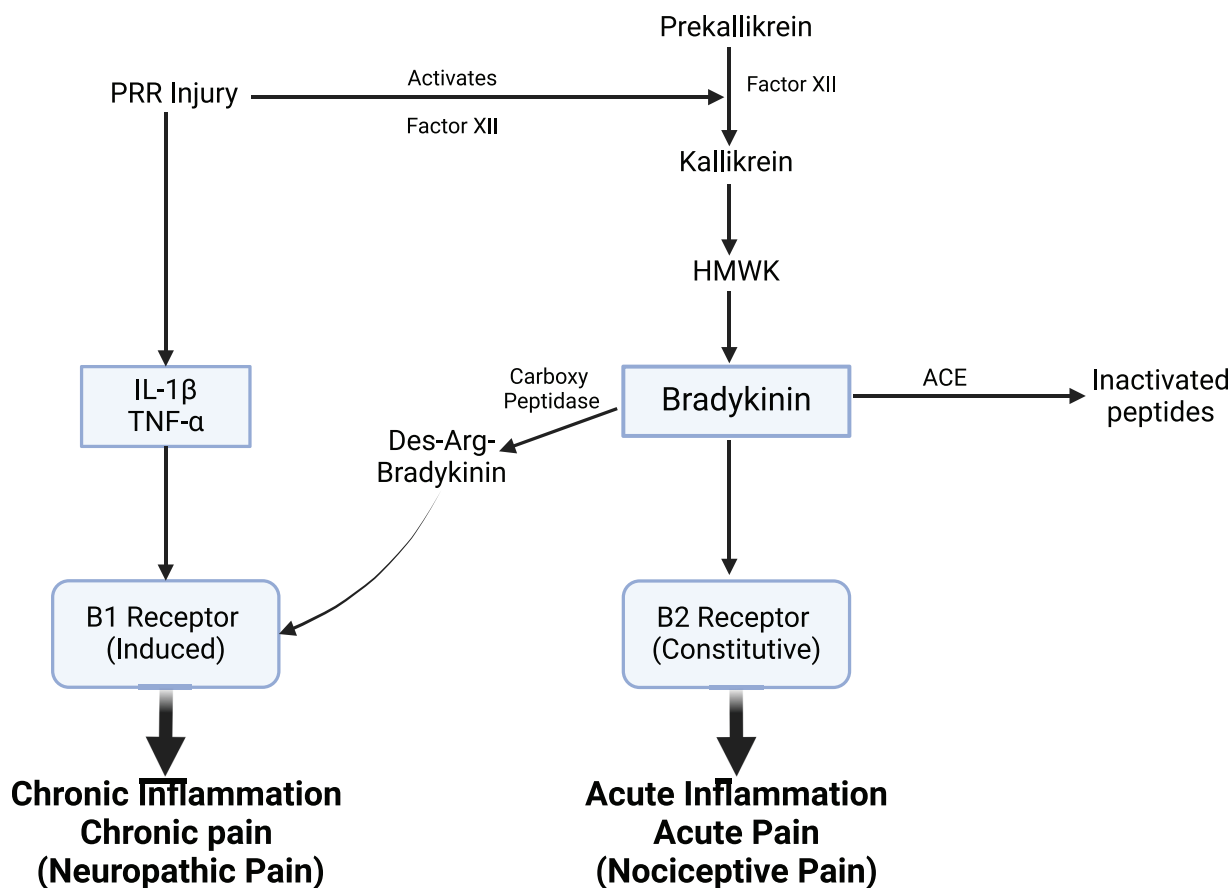 Prekallikrein
PRR Injury
Activates
Factor XII
Factor XII
Kallikrein
HMWK
IL-1β
TNF-α
Carboxy
Peptidase
Bradykinin
ACE
Inactivated
peptides
Des-Arg-
Bradykinin
B1 Receptor
(Induced)
B2 Receptor
(Constitutive)
Chronic Inflammation
Chronic pain
(Neuropathic Pain)
Acute Inflammation
Acute Pain
(Nociceptive Pain)